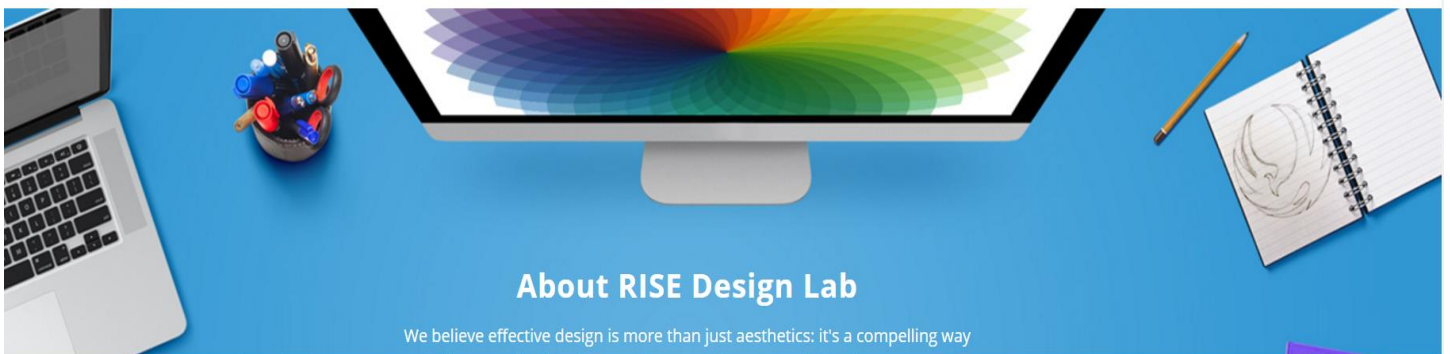 About RISE Design Lab
We believe effective design is more than just aesthetics: it's a compelling way